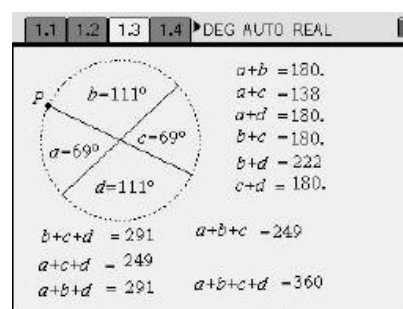 1.1 1.2 1.3 1.4 DEG AUTO REAL
P
b=111°
a=69°
c=69°
d=111°
a+b =180.
a+c =138
a+d =180.
b+c =180.
b+d =222
c+d = 180.
b+c+d = 291
a+c+d = 249
a+b+d = 291
a+b+c =249
a+b+c+d =360